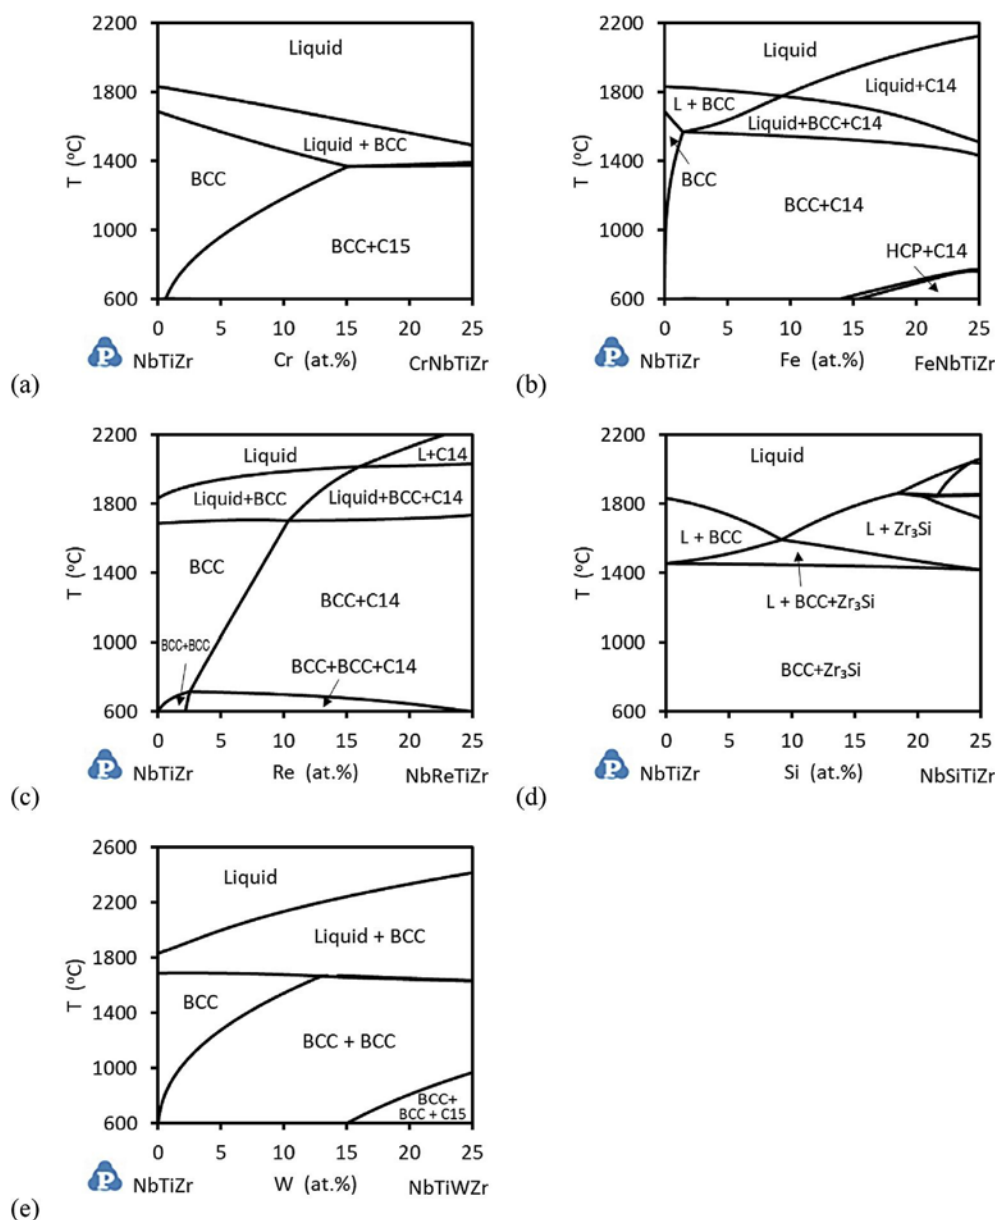 2200
Liquid
1800
Liquid + BCC
1400
BCC
T (ºC)
1000
BCC+C15
600
0 5 10 15 20 25
P NbTiZr Cr (at.%) CrNbTiZr
(a)
2200
Liquid
Liquid+C14
1800
L + BCC
Liquid+BCC+C14
1400
BCC
T (ºC)
BCC+C14
1000
HCP+C14
600
0 5 10 15 20 25
P NbTiZr Fe (at.%) FeNbTiZr
(b)
2200
Liquid
L+C14
1800
Liquid+BCC
Liquid+BCC+C14
1400
BCC
T (ºC)
BCC+C14
1000
BCC+BCC
BCC+BCC+C14
600
0 5 10 15 20 25
P NbTiZr Re (at.%) NbReTiZr
(c)
2200
Liquid
1800
L + BCC
L + Zr₃Si
1400
L + BCC+Zr₃Si
T (ºC)
1000
BCC+Zr₃Si
600
0 5 10 15 20 25
P NbTiZr Si (at.%) NbSiTiZr
(d)
2600
Liquid
2200
Liquid + BCC
1800
BCC
1400
T (ºC)
BCC + BCC
1000
BCC+
BCC + C15
600
0 5 10 15 20 25
P NbTiZr W (at.%) NbTiWZr
(e)